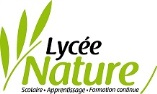 Lycée
Nature
Scolaire • Apprentissage • Formation continue